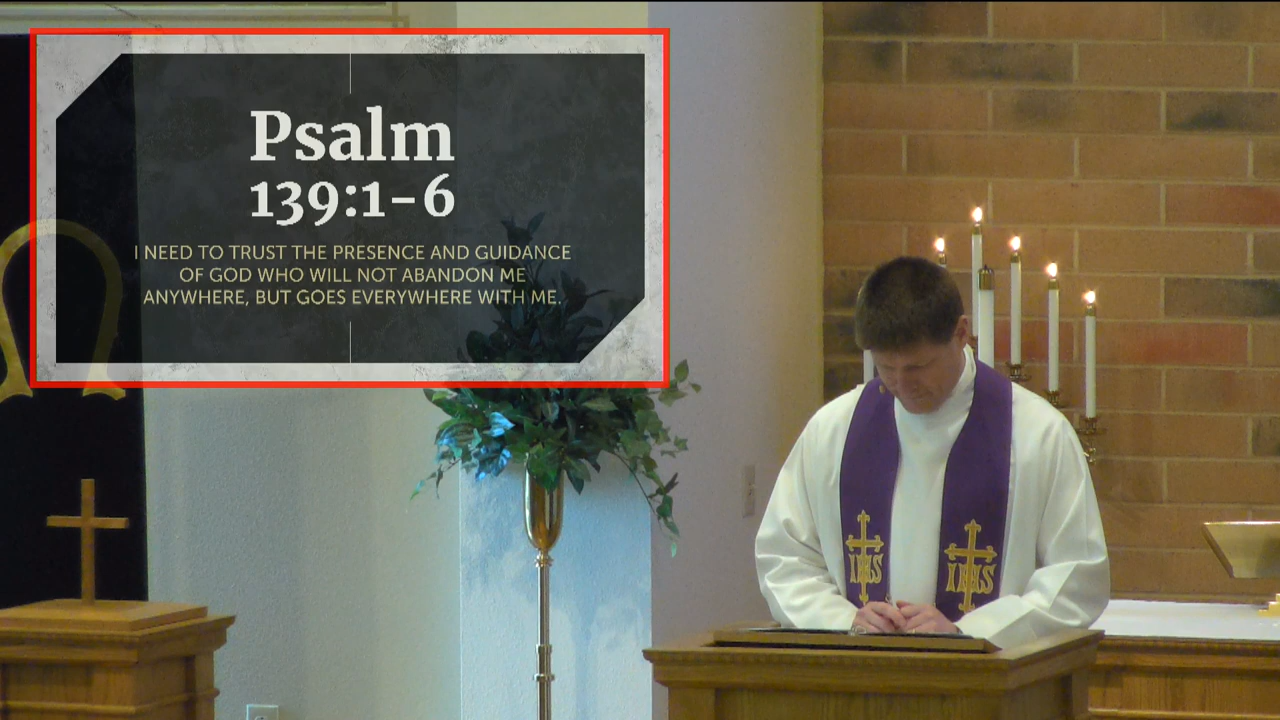 Psalm
139:1-6
I NEED TO TRUST THE PRESENCE AND GUIDANCE
OF GOD WHO WILL NOT ABANDON ME
ANYWHERE, BUT GOES EVERYWHERE WITH ME.
IHS IHS